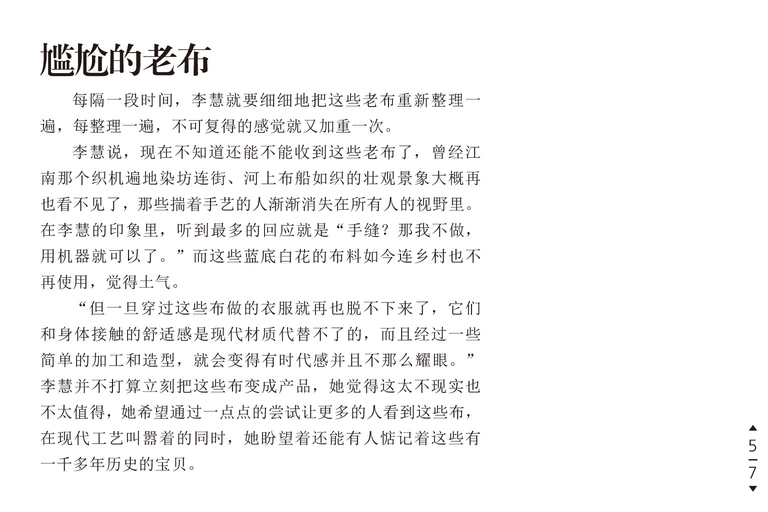 尴尬的老布
每隔一段时间，李慧就要细细地把这些老布重新整理一
遍，每整理一遍，不可复得的感觉就又加重一次。
李慧说，现在不知道还能不能收到这些老布了，曾经江
南那个织机遍地染坊连街、河上布船如织的壮观景象大概再
也看不见了，那些揣着手艺的人渐渐消失在所有人的视野里。
在李慧的印象里，听到最多的回应就是“手缝？那我不做，
用机器就可以了。”而这些蓝底白花的布料如今连乡村也不
再使用，觉得土气。
“但一旦穿过这些布做的衣服就再也脱不下来了，它们
和身体接触的舒适感是现代材质代替不了的，而且经过一些
简单的加工和造型，就会变得有时代感并且不那么耀眼。”
李慧并不打算立刻把这些布变成产品，她觉得这太不现实也
不太值得，她希望通过一点点的尝试让更多的人看到这些布，
在现代工艺叫嚣着的同时，她盼望着还能有人惦记着这些有
一千多年历史的宝贝。
5
7